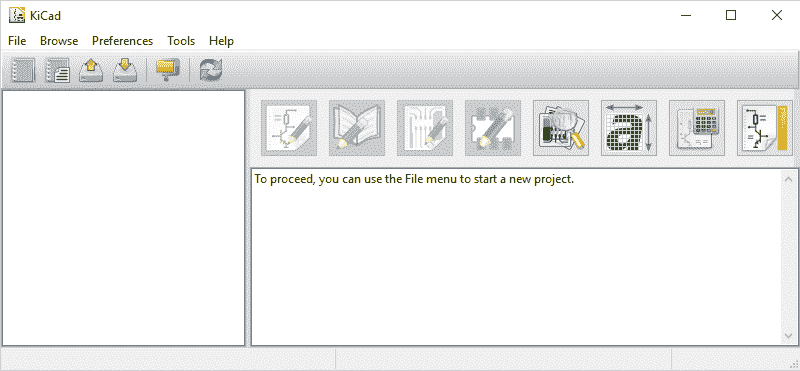 KiCad
File Browse Preferences Tools Help
To proceed, you can use the File menu to start a new project.